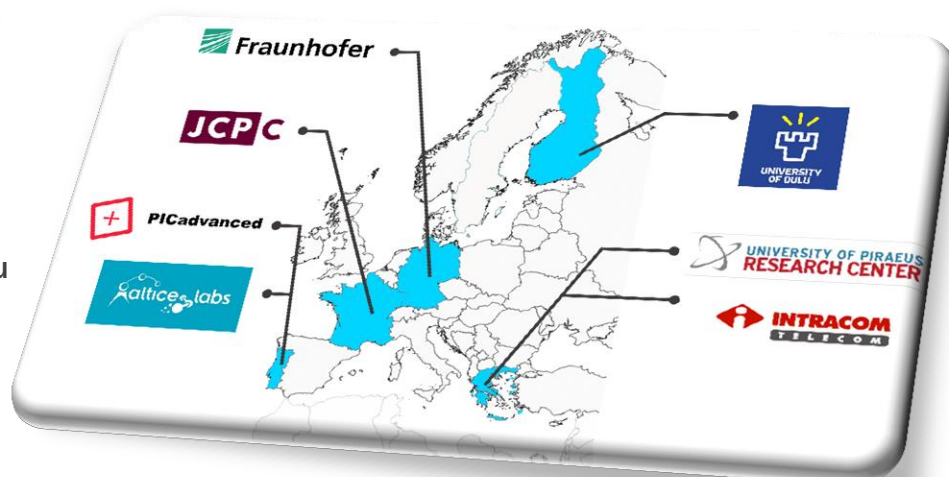 Fraunhofer
JCP C
PICadvanced
altice labs
u
UNIVERSITY
OF OULU
UNIVERSITY OF PIRAEUS
RESEARCH CENTER
INTRACOM
TELECOM